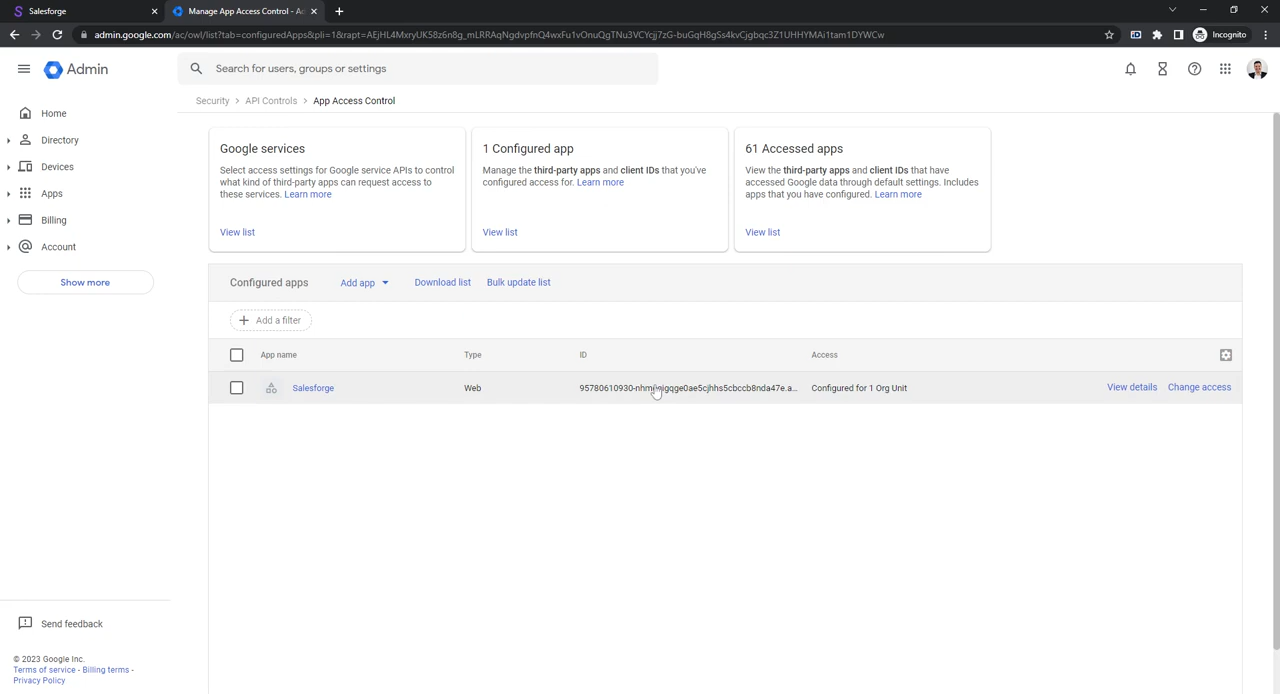 Salesforge
Manage App Access Control - Ac
admin.google.com/ac/owl/list?tab=configuredApps&pli=1&rapt=
Incognito
Admin
Search for users, groups or settings
Security > API Controls > App Access Control
Home
Directory
Devices
Apps
Billing
Account
Show more
Google services
Select access settings for Google service APIs to control
what kind of third-party apps can request access to
these services. Learn more
View list
1 Configured app
Manage the third-party apps and client IDs that you've
configured access for. Learn more
View list
61 Accessed apps
View the third-party apps and client IDs that have
accessed Google data through default settings. Includes
apps that you have configured. Learn more
View list
Configured apps Add app Download list Bulk update list
Add a filter
App name Type ID Access
Salesforge Web Configured for 1 Org Unit View details Change access
Send feedback
© 2023 Google Inc.
Terms of service - Billing terms -
Privacy Policy